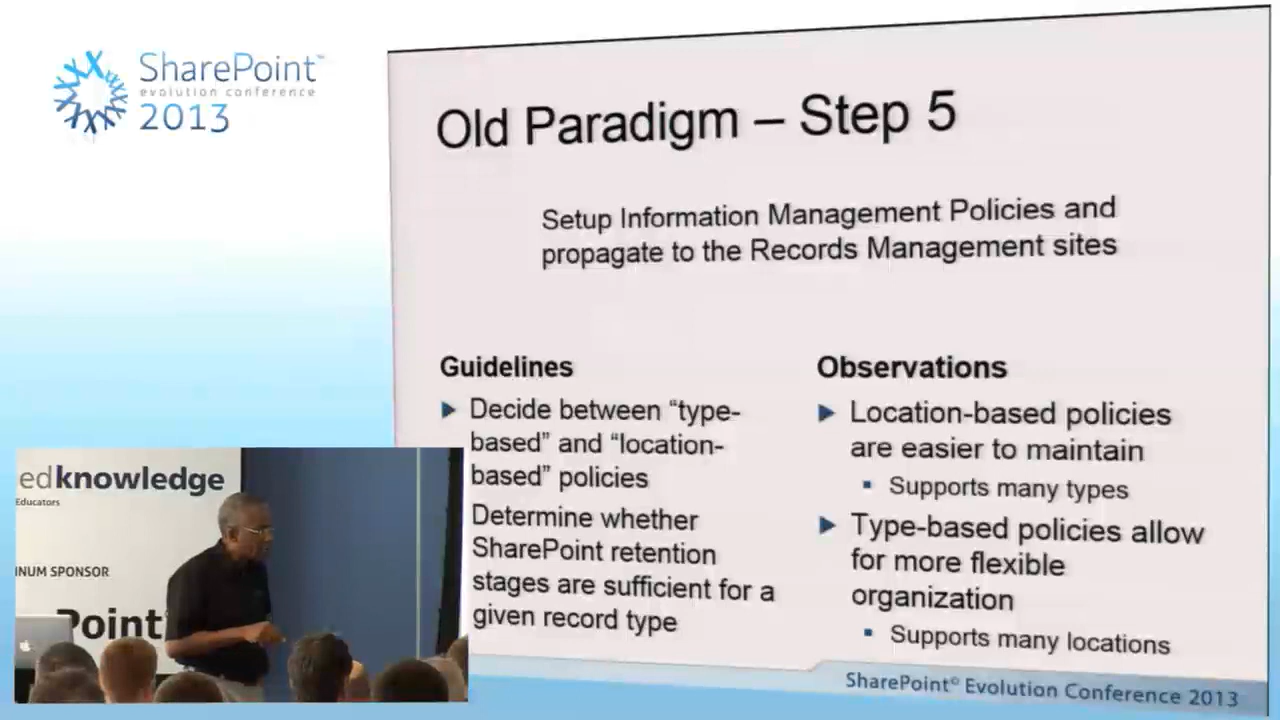 SharePoint™
evolution conference
2013
Old Paradigm – Step 5
Setup Information Management Policies and
propagate to the Records Management sites
Guidelines
Decide between “type-
based” and “location-
based” policies
Determine whether
SharePoint retention
stages are sufficient for a
given record type
Observations
Location-based policies
are easier to maintain
Supports many types
Type-based policies allow
for more flexible
organization
Supports many locations
SharePoint® Evolution Conference 2013
edknowledge
Educators
INUM SPONSOR
Point